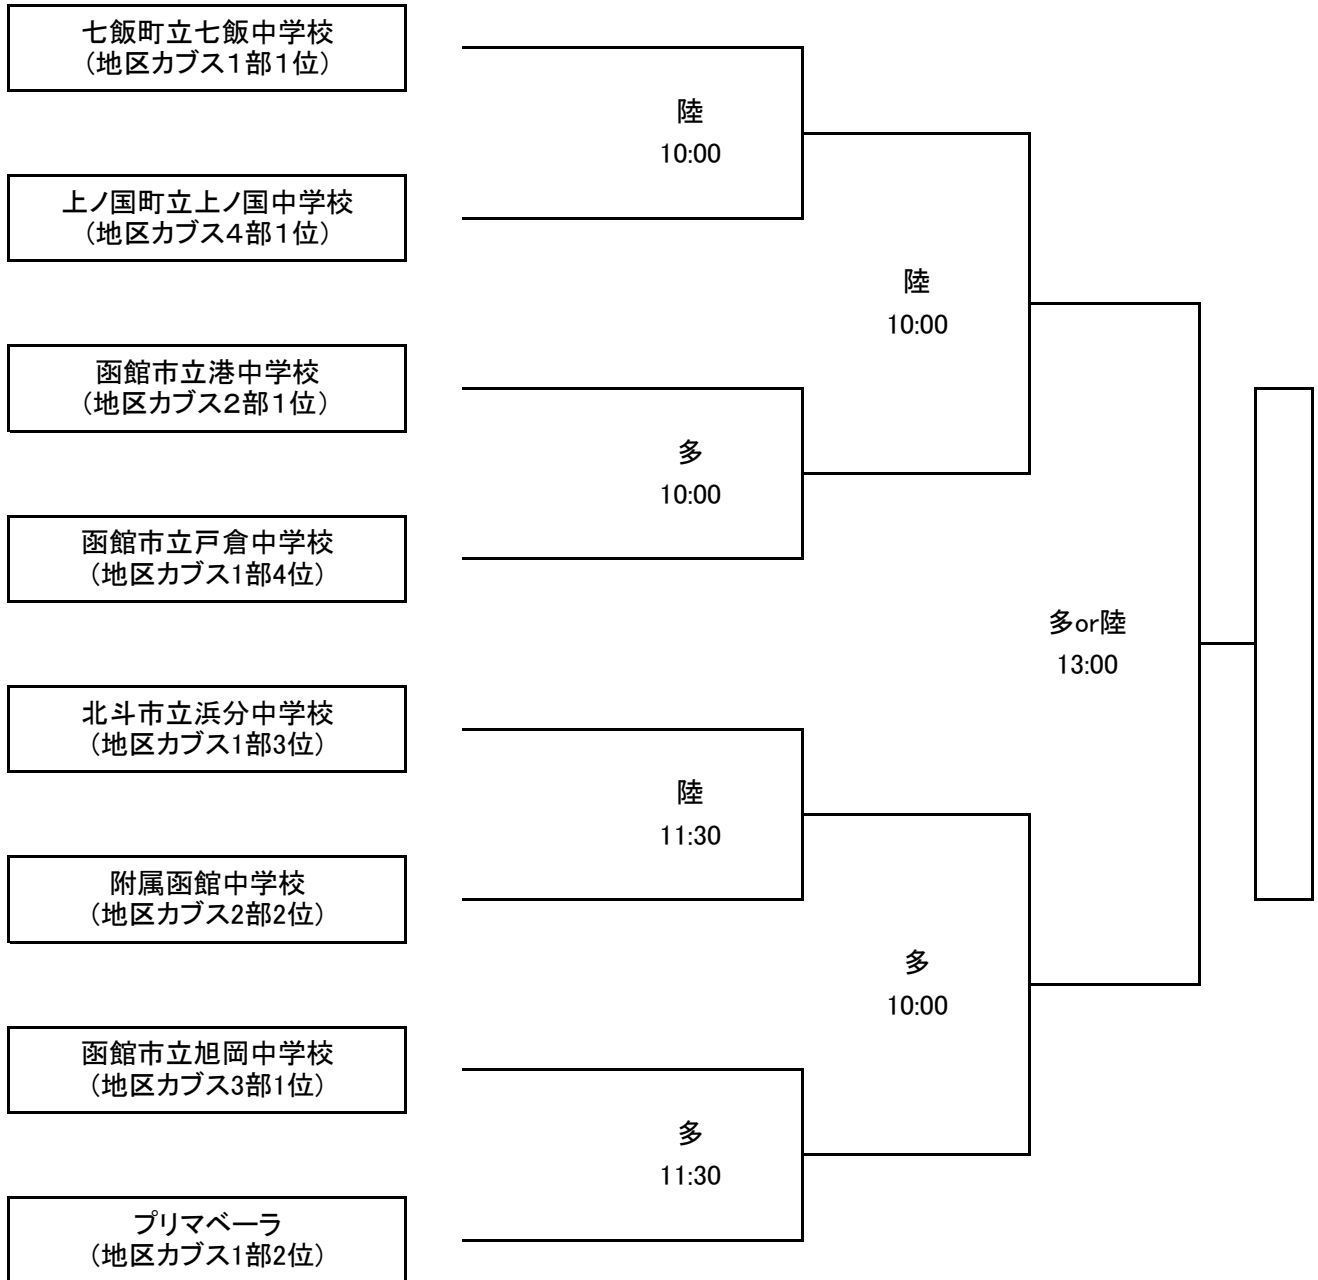 七飯町立七飯中学校
（地区カブス１部１位）
陸
10:00
上ノ国町立上ノ国中学校
（地区カブス４部１位）
陸
10:00
函館市立港中学校
（地区カブス２部１位）
多
10:00
函館市立戸倉中学校
（地区カブス1部4位）
多or陸
13:00
北斗市立浜分中学校
（地区カブス1部3位）
陸
11:30
附属函館中学校
（地区カブス2部2位）
多
10:00
函館市立旭岡中学校
（地区カブス3部1位）
多
11:30
プリマベーラ
（地区カブス1部2位）